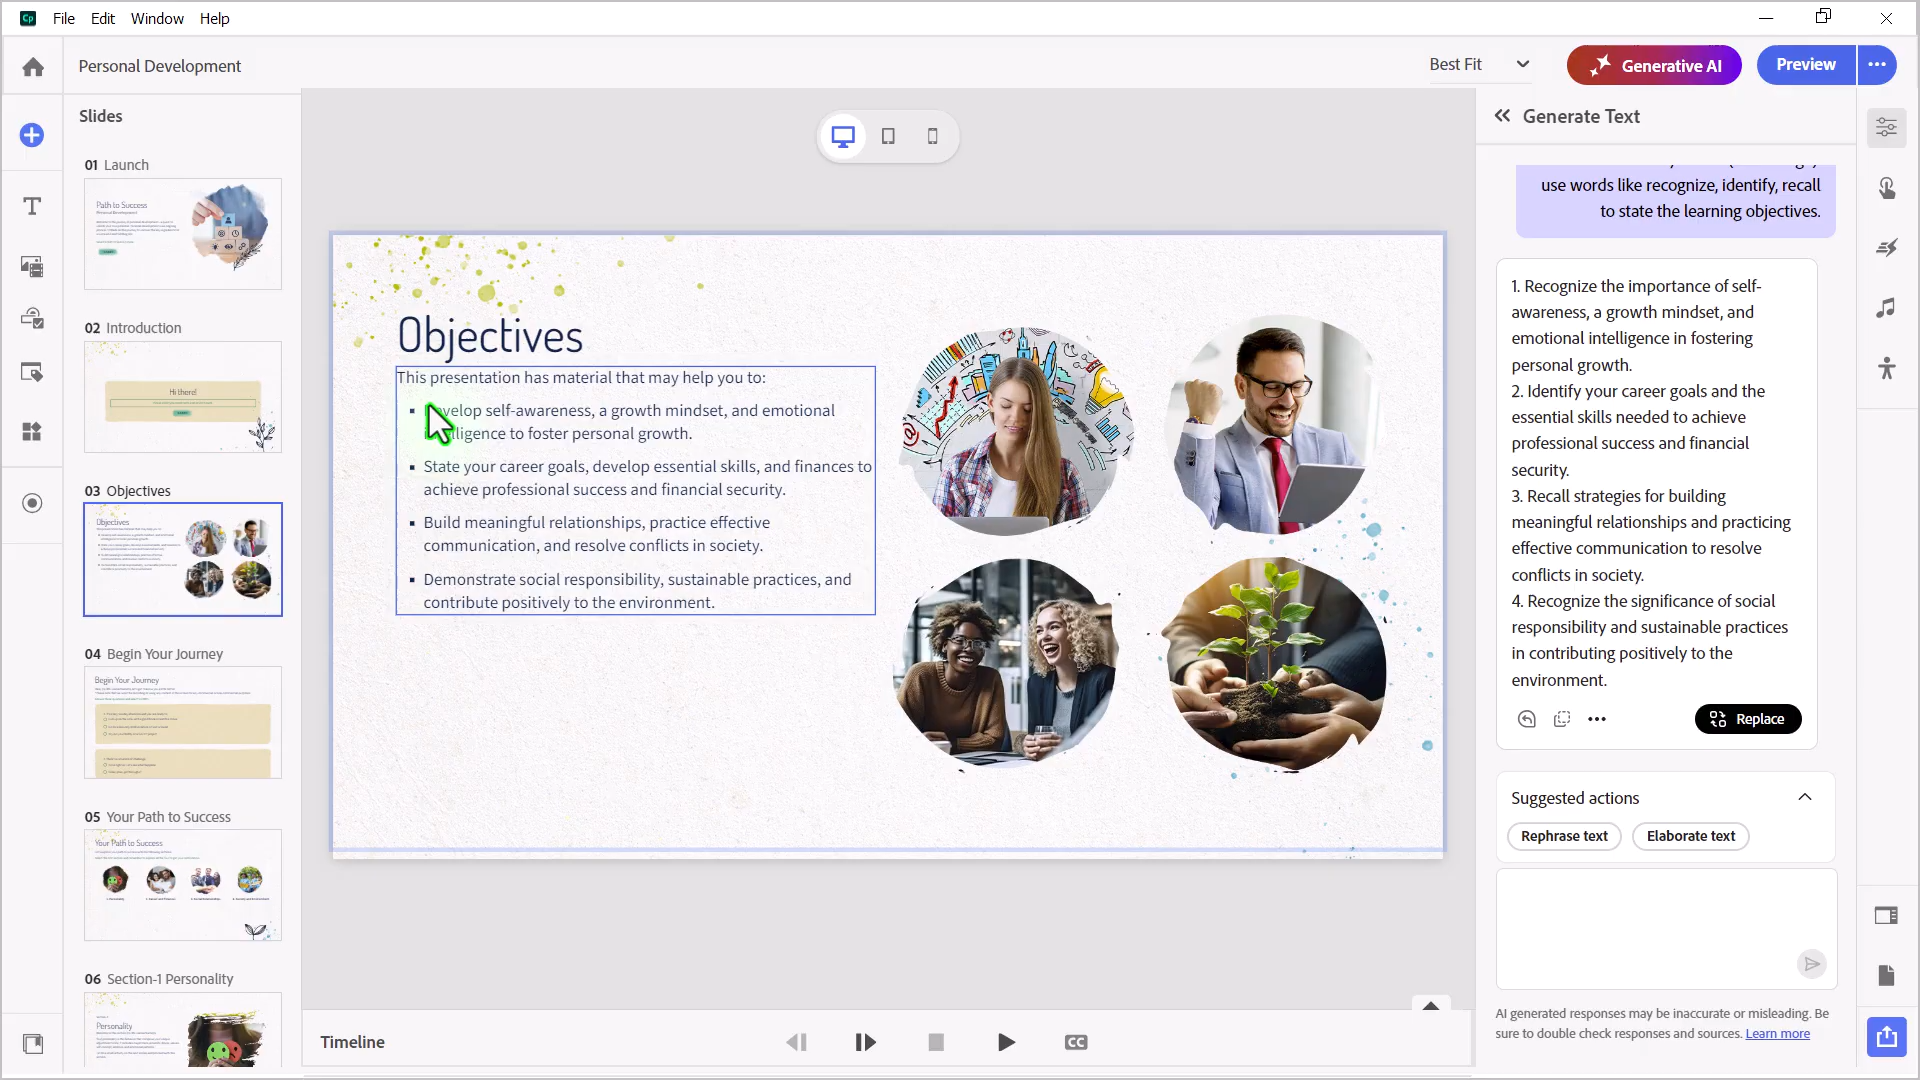 Cp File Edit Window Help
Personal Development
Best Fit
Generative AI
Preview
Slides
Generate Text
01 Launch
Path to Success
02 Introduction
Hi there!
03 Objectives
Objectives
04 Begin Your Journey
Begin Your Journey
05 Your Path to Success
Your Path to Success
06 Section-1 Personality
Personality
Objectives
This presentation has material that may help you to:
self-awareness, a growth mindset, and emotional
to foster personal growth.
▪ State your career goals, develop essential skills, and finances to
achieve professional success and financial security.
▪ Build meaningful relationships, practice effective
communication, and resolve conflicts in society.
▪ Demonstrate social responsibility, sustainable practices, and
contribute positively to the environment.
use words like recognize, identify, recall
to state the learning objectives.
1. Recognize the importance of self-
awareness, a growth mindset, and
emotional intelligence in fostering
personal growth.
2. Identify your career goals and the
essential skills needed to achieve
professional success and financial
security.
3. Recall strategies for building
meaningful relationships and practicing
effective communication to resolve
conflicts in society.
4. Recognize the significance of social
responsibility and sustainable practices
in contributing positively to the
environment.
Replace
Suggested actions
Rephrase text
Elaborate text
AI generated responses may be inaccurate or misleading. Be
sure to double check responses and sources. Learn more
Timeline
CC